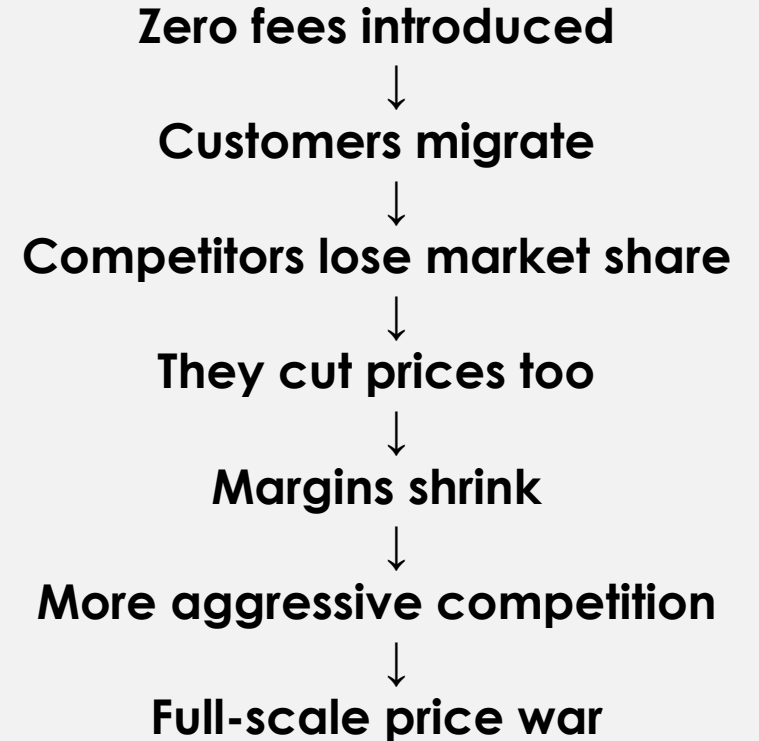 Zero fees introduced
↓
Customers migrate
↓
Competitors lose market share
↓
They cut prices too
↓
Margins shrink
↓
More aggressive competition
↓
Full-scale price war